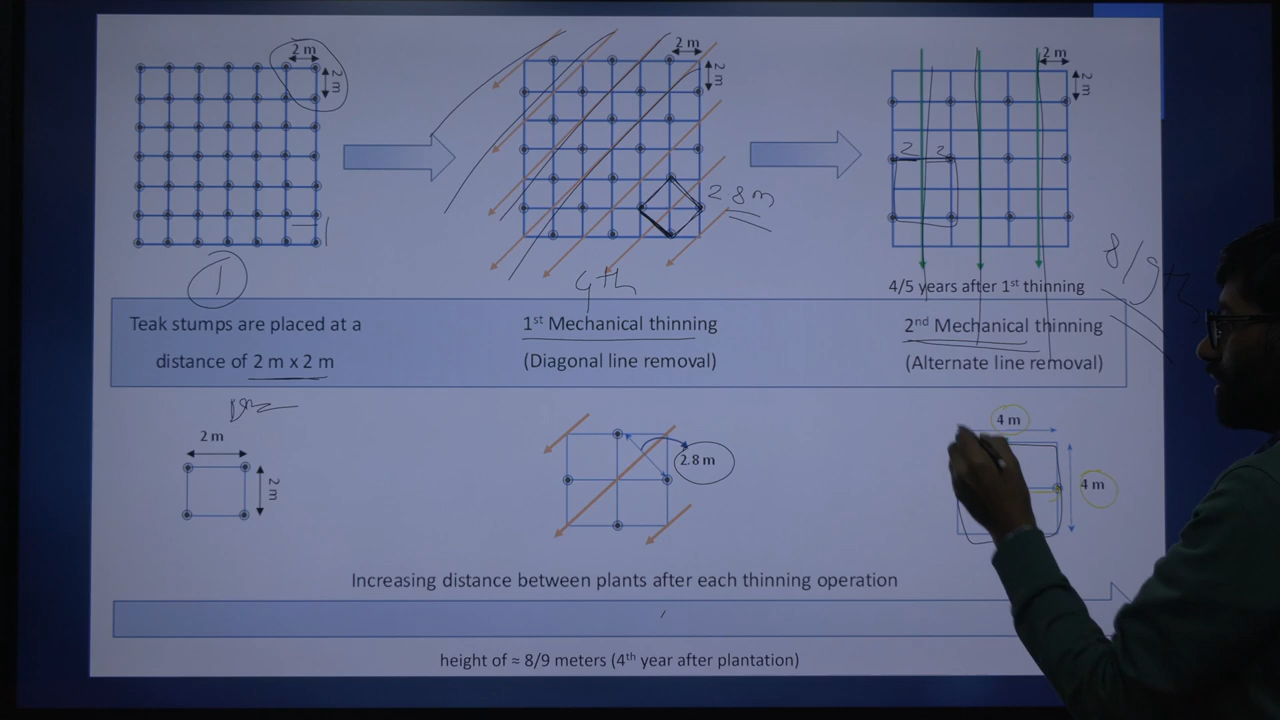 2 m
2 m
2 m
2 m
2 m
2 m
2 2
2.8m
1
4th
8/9th
4/5 years after 1st thinning
Teak stumps are placed at a
distance of 2 m x 2 m
1st Mechanical thinning
(Diagonal line removal)
2nd Mechanical thinning
(Alternate line removal)
2 m
2 m
2.8 m
4 m
4 m
Increasing distance between plants after each thinning operation
height of ≈ 8/9 meters (4th year after plantation)